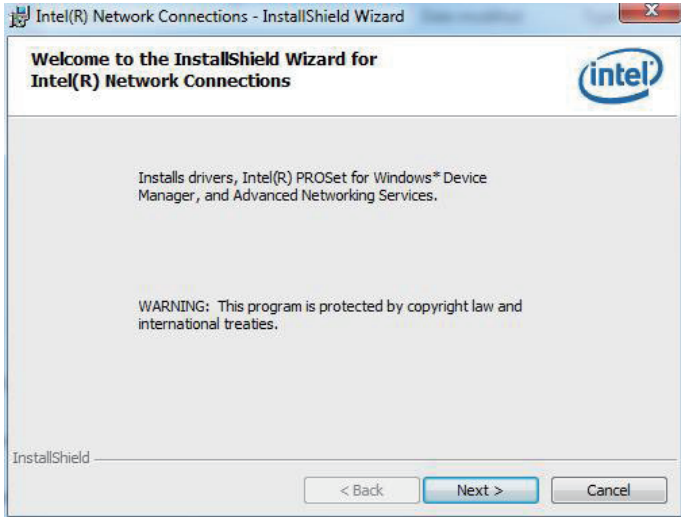 Intel(R) Network Connections - InstallShield Wizard
Welcome to the InstallShield Wizard for
Intel(R) Network Connections
intel
Installs drivers, Intel(R) PROSet for Windows* Device
Manager, and Advanced Networking Services.
WARNING: This program is protected by copyright law and
international treaties.
InstallShield
< Back Next > Cancel